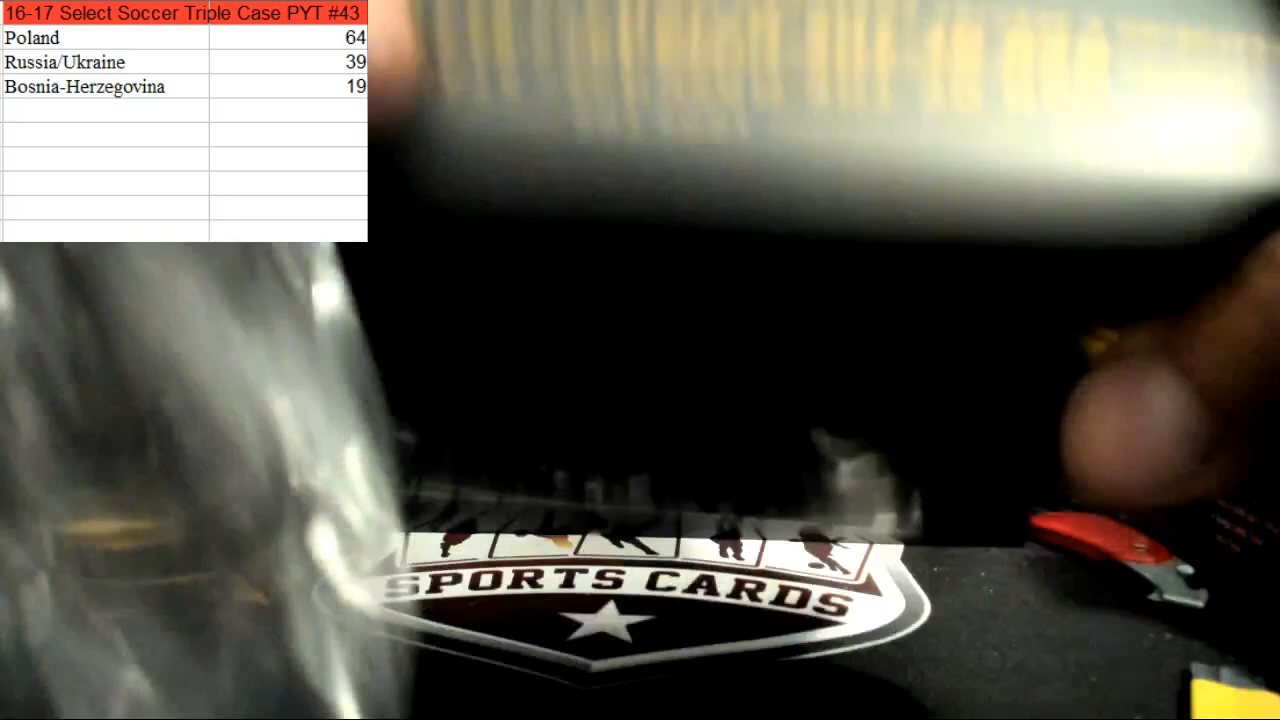 16-17 Select Soccer Triple Case PYT #43
Poland 64
Russia/Ukraine 39
Bosnia-Herzegovina 19
SPORTS CARDS